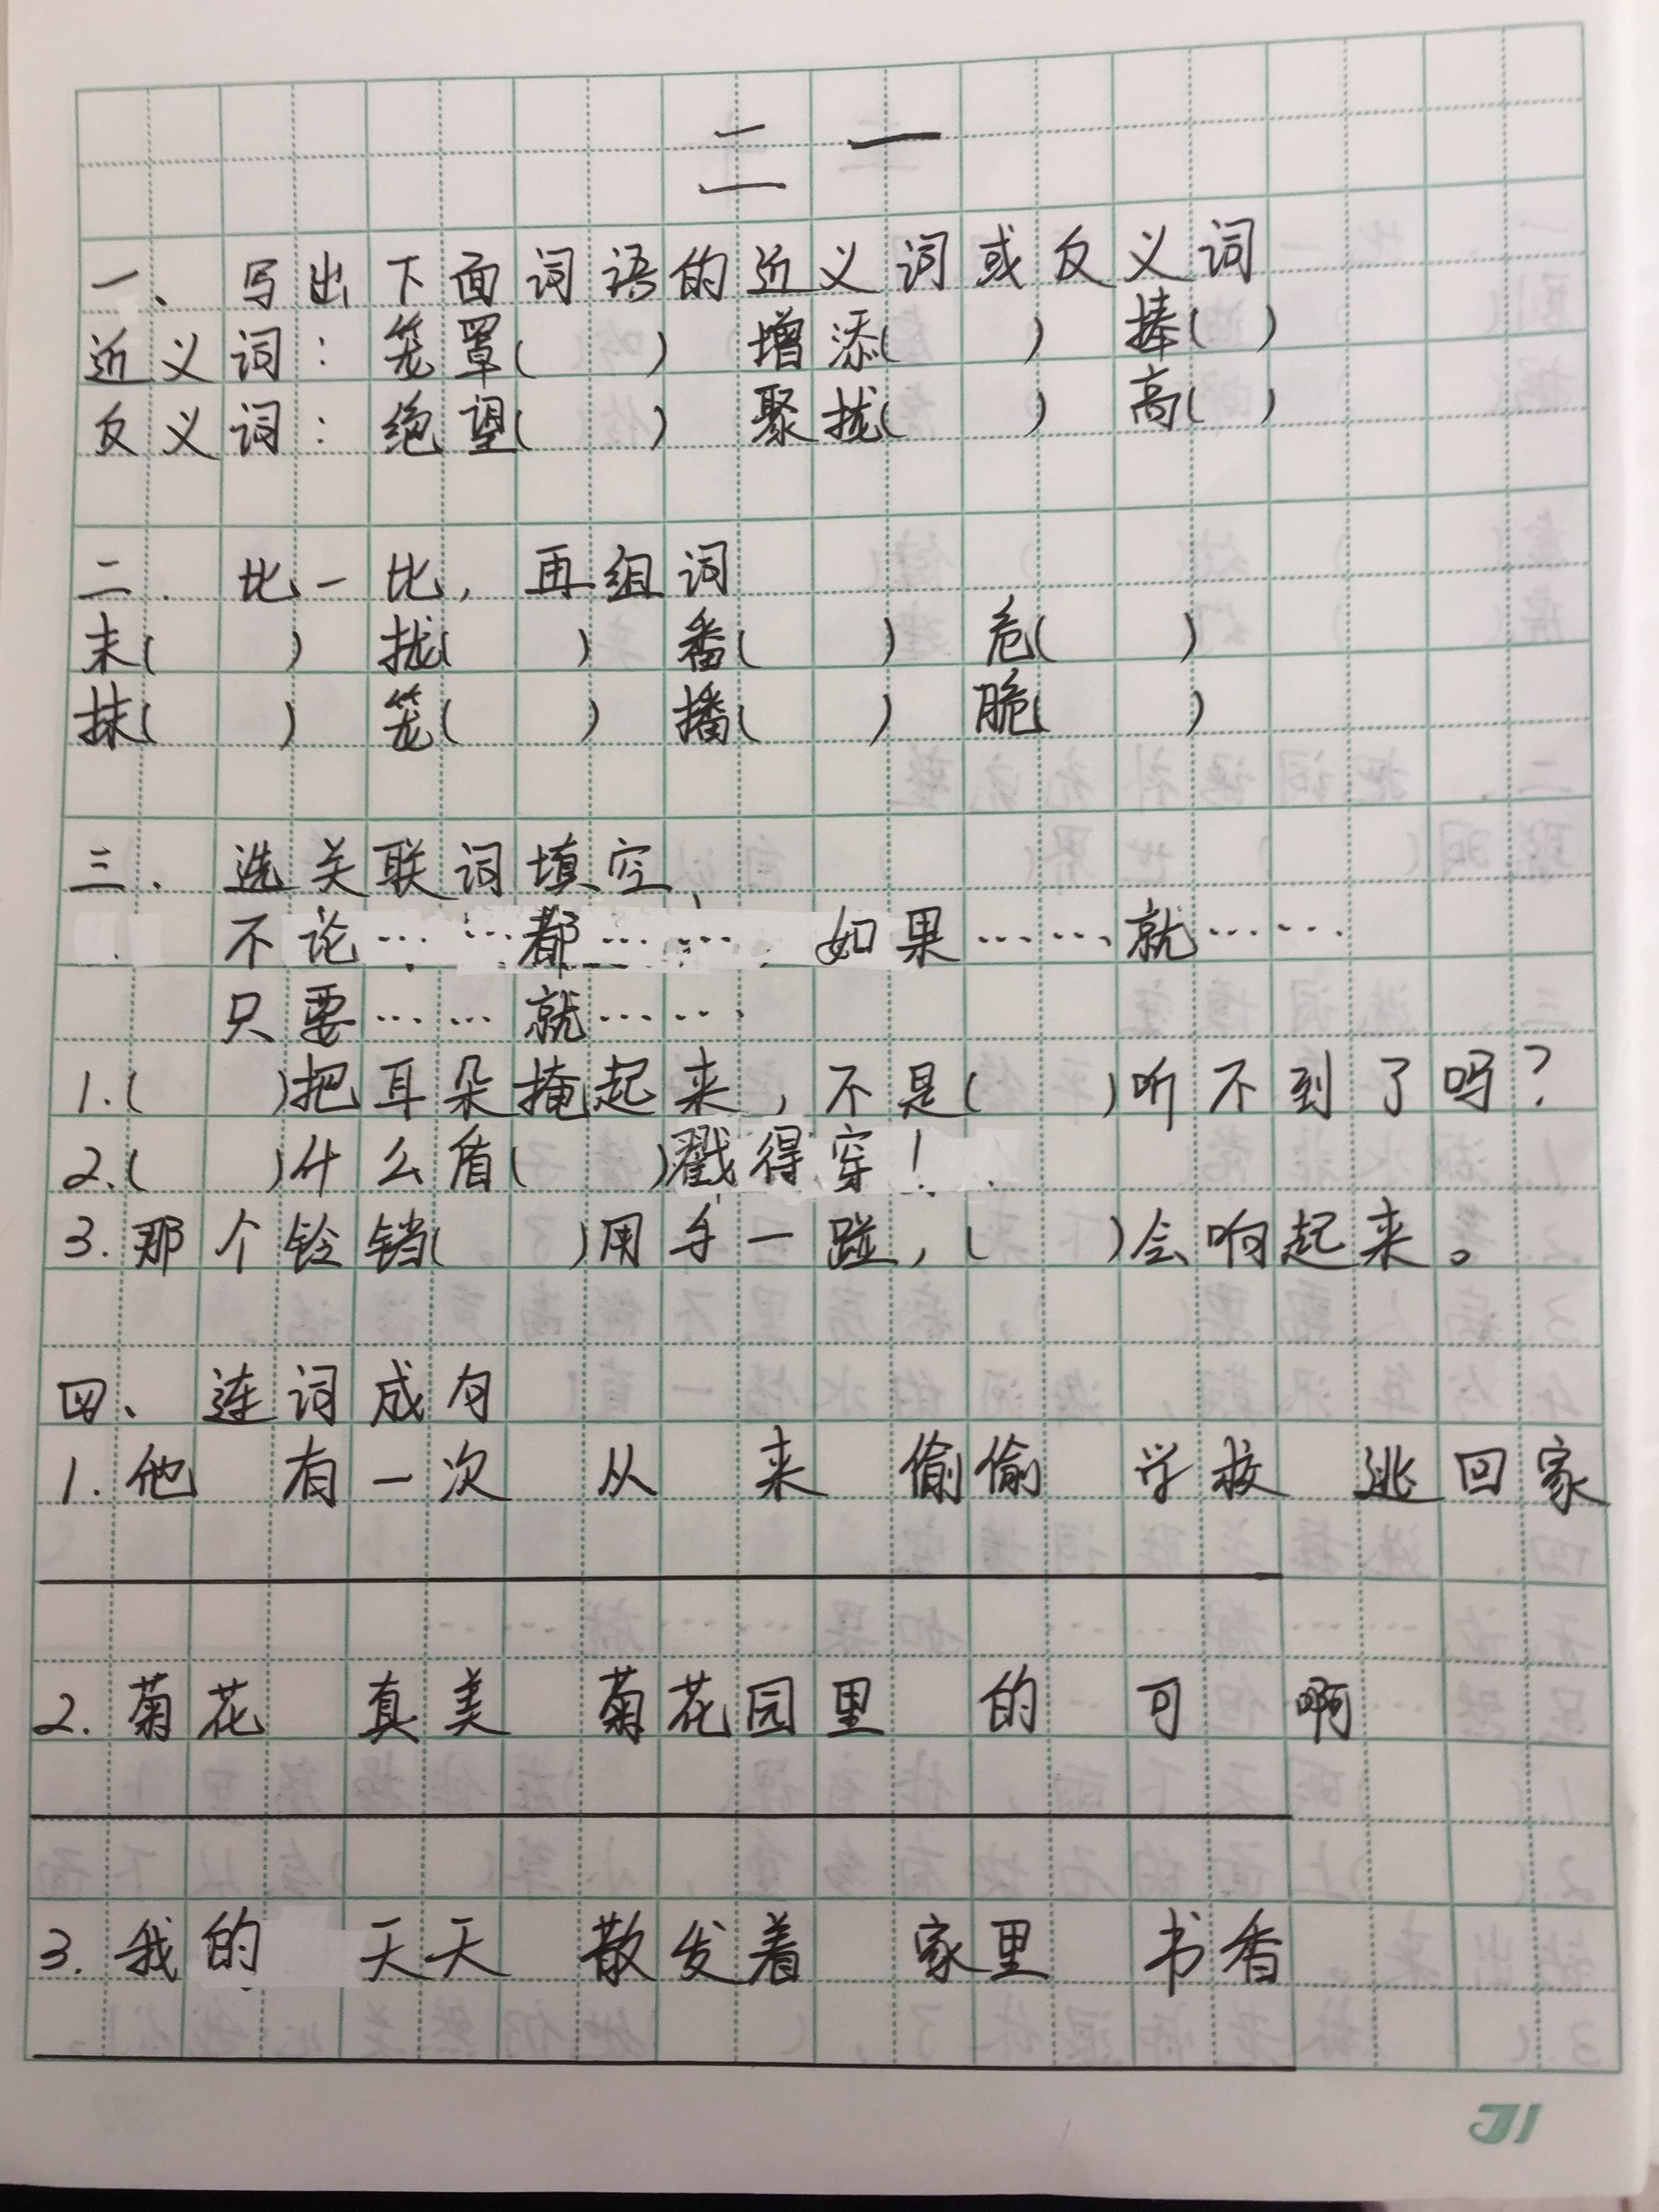 二一
一、写出下面词语的近义词或反义词
近义词：笼罩(　　) 增添(　　) 捧(　)
反义词：绝望(　　) 聚拢(　　) 高(　)
二．比一比，再组词
末(　　) 拢(　　) 番(　　) 危(　　)
抹(　　) 笼(　　) 播(　　) 脆(　　)
三．选关联词填空
不论……都…… 如果……就……
只要……就……
1.(　　)把耳朵掩起来，不是(　　)听不到了吗？
2.(　　)什么盾(　　)戳得穿！
3.那个铃铛(　　)用手一碰，(　　)会响起来。
四、连词成句
1.他 有一次 从 来 偷偷 学校 逃回家
2.菊花 真美 菊花园里 的 可 啊
3.我的 天天 散发着 家里 书香